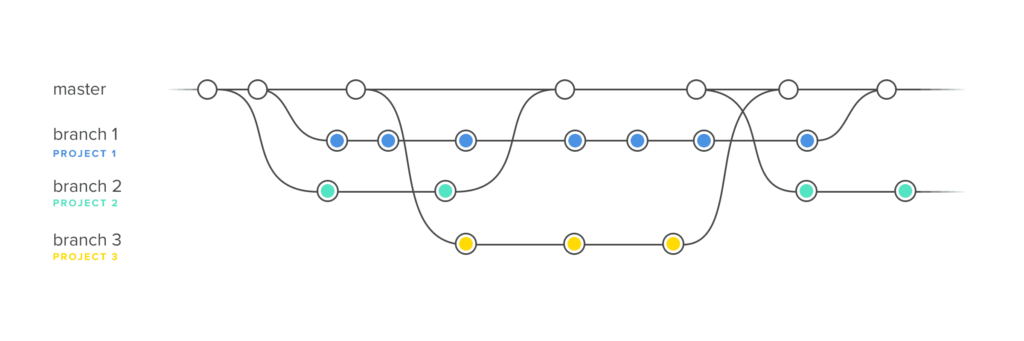 master
branch 1
PROJECT 1
branch 2
PROJECT 2
branch 3
PROJECT 3